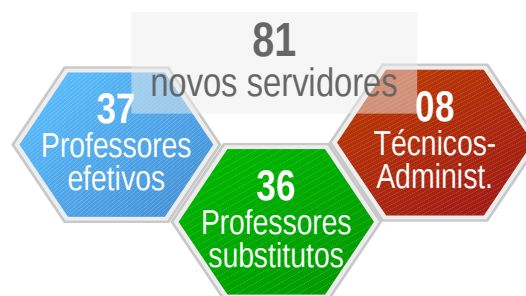 81
novos servidores
37
Professores
efetivos
36
Professores
substitutos
08
Técnicos-
Administ.